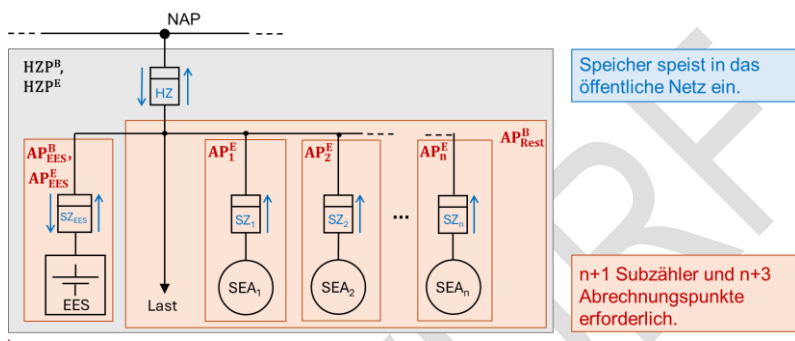 NAP
HZP^B,
HZP^E
HZ
Speicher speist in das
öffentliche Netz ein.
AP^B_Rest
AP^B_EES,
AP^E_EES
AP^E_1
AP^E_2
AP^E_n
SZ_EES
SZ_1
SZ_2
...
SZ_n
EES
Last
SEA_1
SEA_2
SEA_n
n+1 Subzähler und n+3
Abrechnungspunkte
erforderlich.